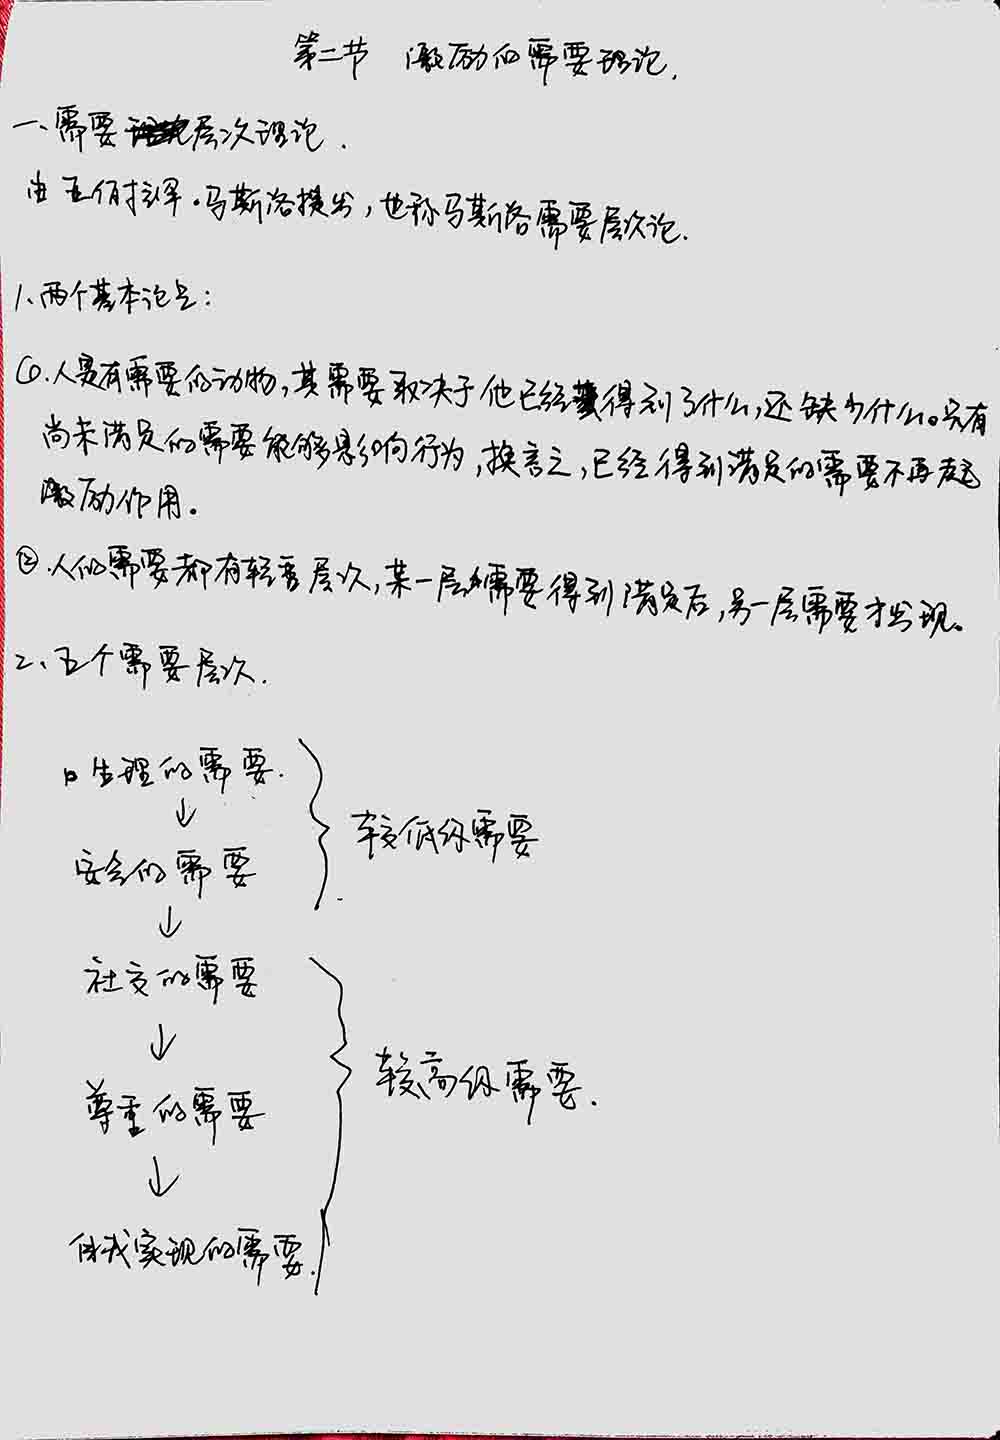 第二节 激励的需要理论.
一、需要层次理论.
由亚伯拉罕·马斯洛提出,也称马斯洛需要层次论.
1、两个基本论点:
①.人是有需要的动物,其需要取决于他已经得到了什么,还缺少什么。只有
尚未满足的需要能够影响行为,换言之,已经得到满足的需要不再起
激励作用。
②.人的需要都有轻重层次,某一层需要得到满足后,另一层需要才出现。
2、五个需要层次.
生理的需要.
↓
安全的需要
较低级需要
↓
社交的需要
↓
尊重的需要
较高级需要.
↓
自我实现的需要.